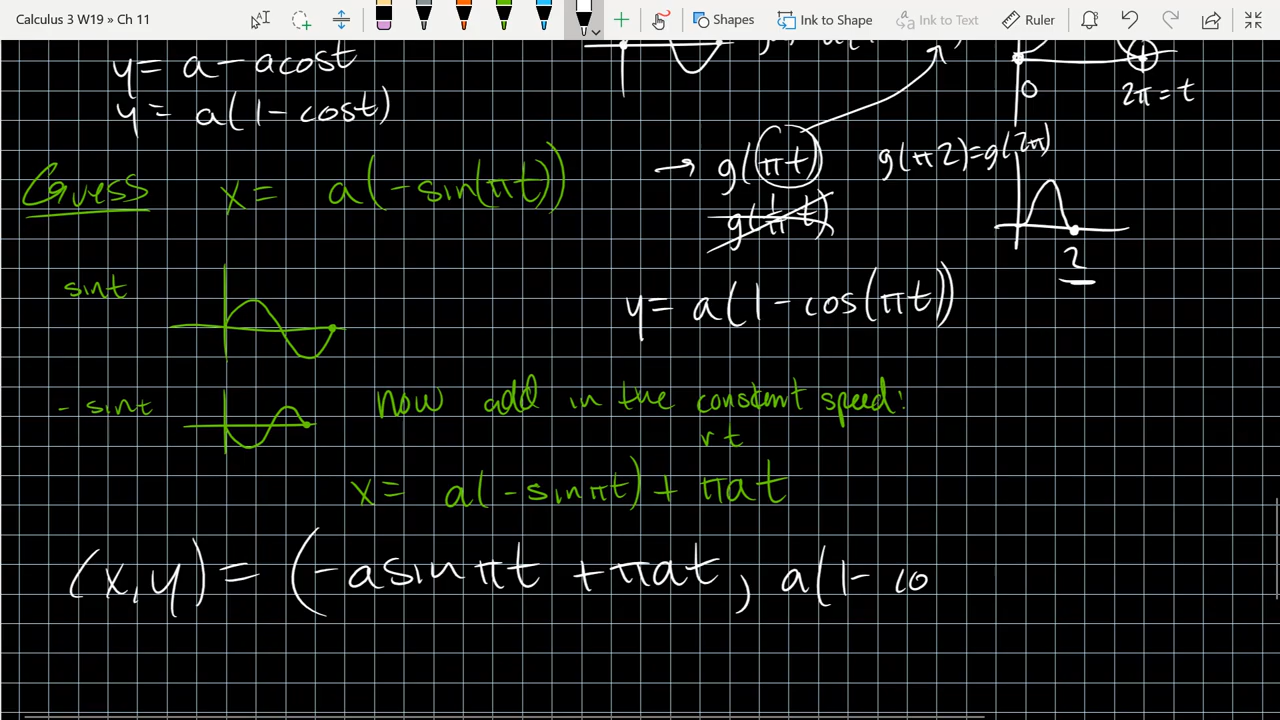 Calculus 3 W19 » Ch 11
Shapes
Ink to Shape
Ink to Text
Ruler
y = a - acost
y = a(1 - cost)
0
2π = t
→ g(πt)
g(π2) = g(2π)
g(1/π t)
Guess x = a(-sin(πt))
2
sint
y = a(1 - cos(πt))
- sint
Now add in the constant speed:
rt
x = a(-sinπt) + πat
(x,y) = (-asinπt + πat, a(1 - co